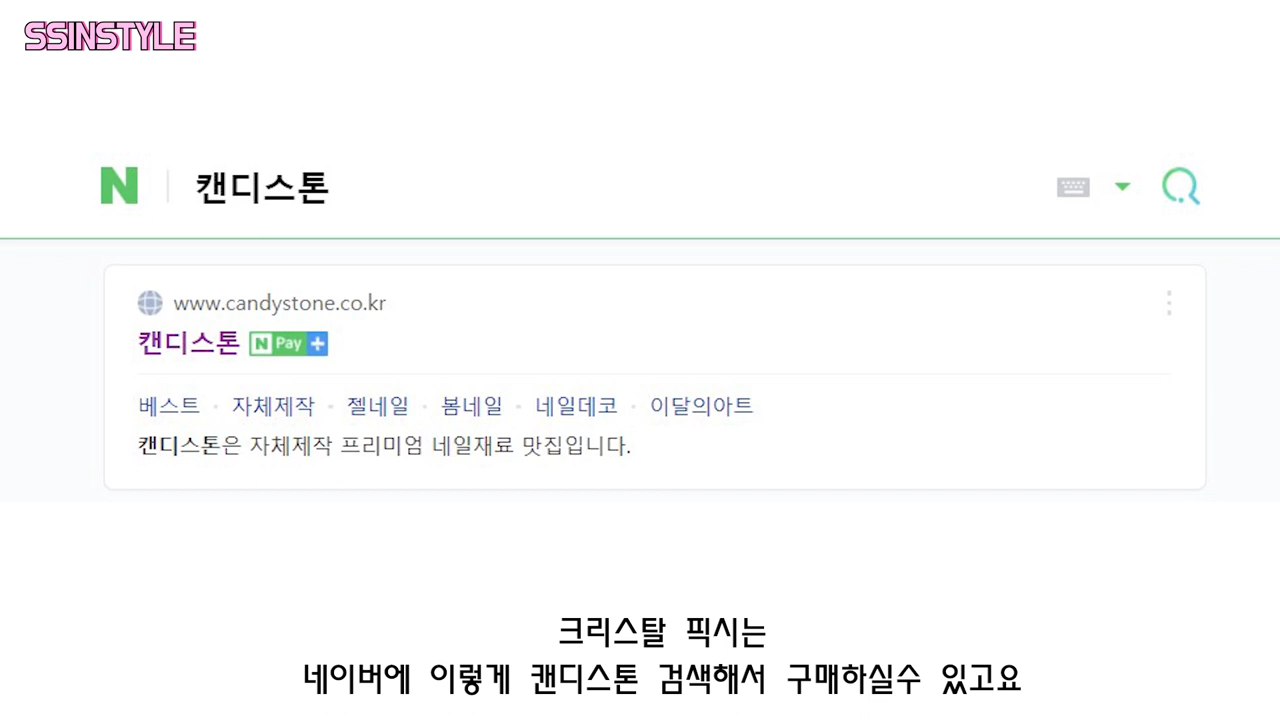 SSINSTYLE
N 캔디스톤
www.candystone.co.kr
캔디스톤 N Pay +
베스트 · 자체제작 · 젤네일 · 봄네일 · 네일데코 · 이달의아트
캔디스톤은 자체제작 프리미엄 네일재료 맛집입니다.
크리스탈 픽시는
네이버에 이렇게 캔디스톤 검색해서 구매하실수 있고요